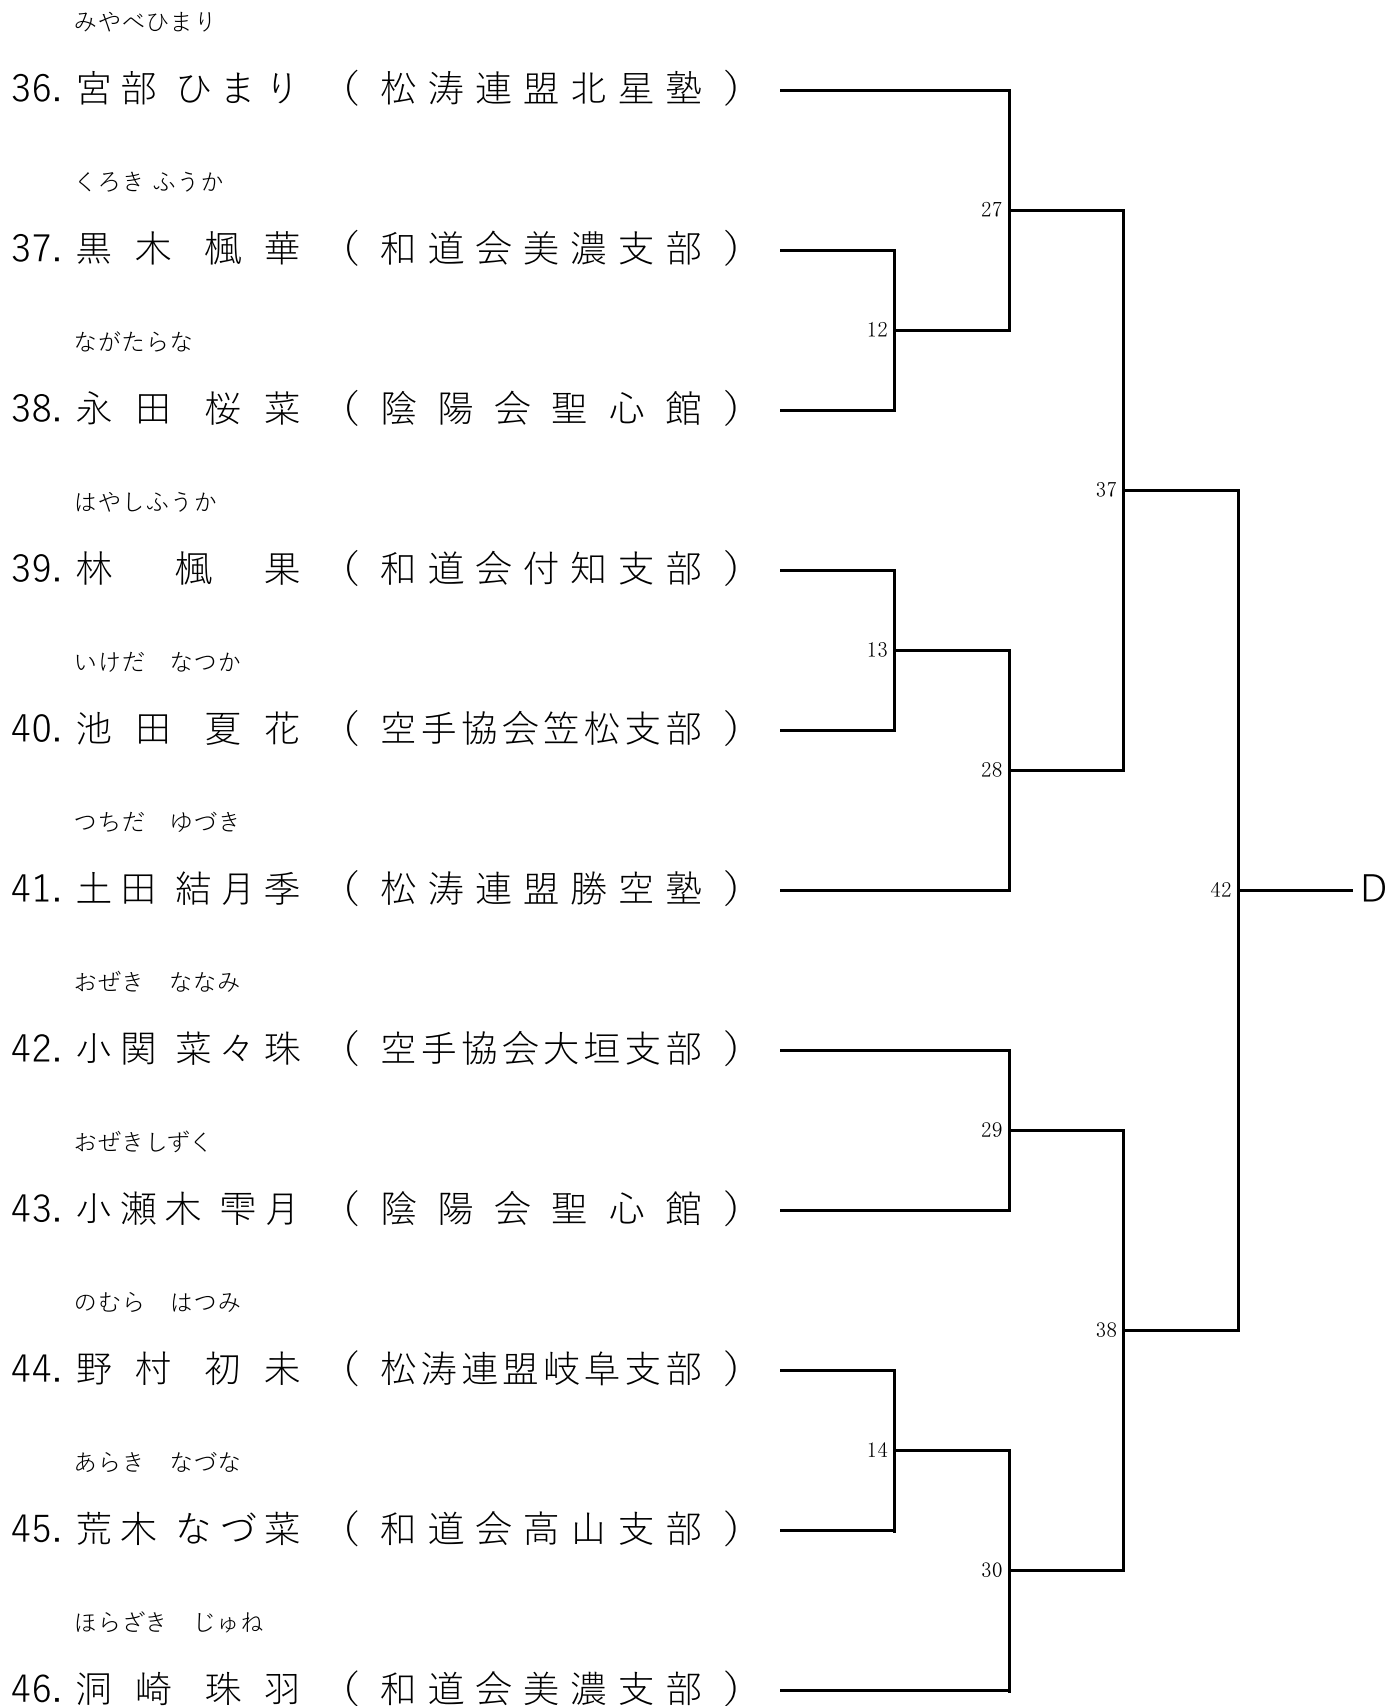 みやべひまり
36. 宮部 ひまり （ 松涛連盟北星塾 ）
27
くろき ふうか
37. 黒木 楓華 （ 和道会美濃支部 ）
12
ながたらな
38. 永田 桜菜 （ 陰陽会聖心館 ）
37
はやしふうか
39. 林 楓果 （ 和道会付知支部 ）
13
いけだ なつか
40. 池田 夏花 （ 空手協会笠松支部 ）
28
つちだ ゆづき
41. 土田 結月季 （ 松涛連盟勝空塾 ）
42 D
おぜき ななみ
42. 小関 菜々珠 （ 空手協会大垣支部 ）
29
おぜきしずく
43. 小瀬木 雫月 （ 陰陽会聖心館 ）
のむら はつみ
38
44. 野村 初未 （ 松涛連盟岐阜支部 ）
14
あらき なづな
45. 荒木 なづ菜 （ 和道会高山支部 ）
30
ほらざき じゅね
46. 洞崎 珠羽 （ 和道会美濃支部 ）